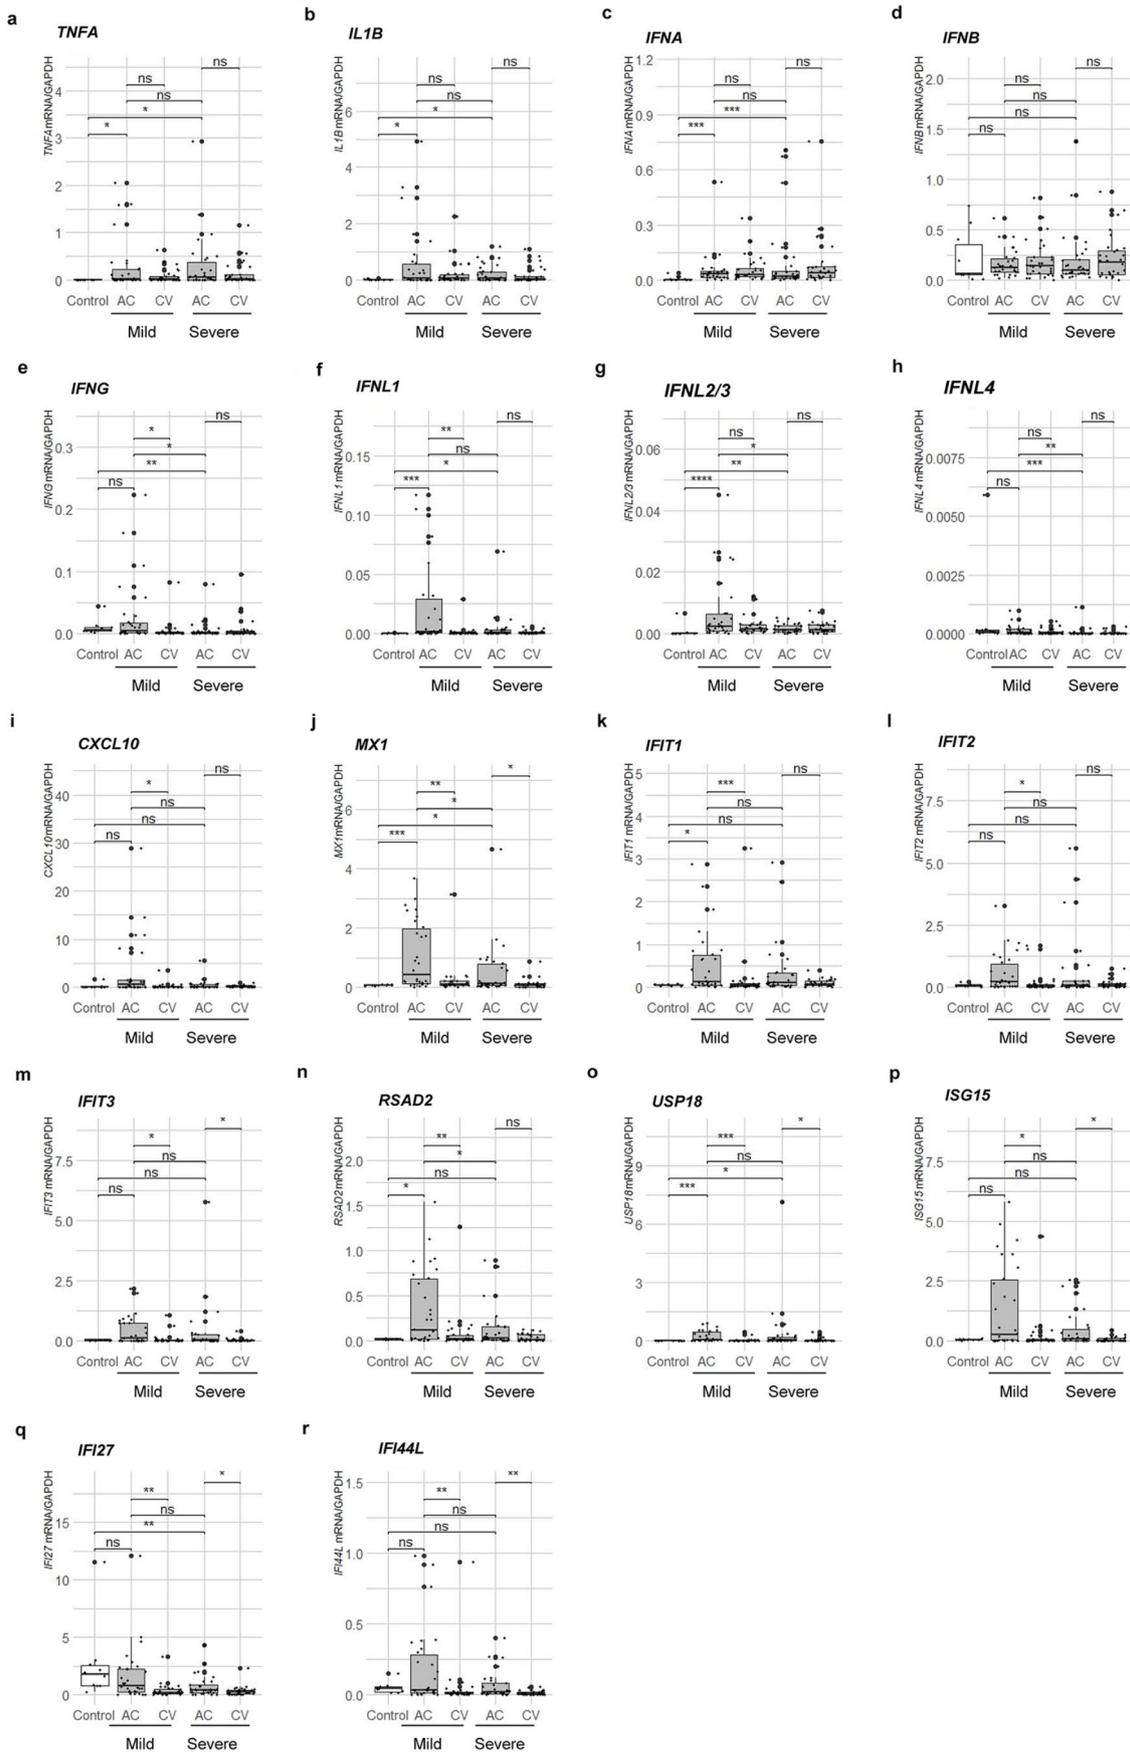 a
TNFA
TNFA mRNA/GAPDH
4
3
2
1
0
ns
ns
*
*
Control AC CV AC CV
Mild Severe
b
IL1B
IL1B mRNA/GAPDH
6
4
2
0
ns
ns
*
*
Control AC CV AC CV
Mild Severe
c
IFNA
IFNA mRNA/GAPDH
1.2
0.9
0.6
0.3
0.0
ns
ns
ns
***
***
Control AC CV AC CV
Mild Severe
d
IFNB
IFNB mRNA/GAPDH
2.0
1.5
1.0
0.5
0.0
ns
ns
ns
ns
ns
Control AC CV AC CV
Mild Severe
e
IFNG
IFNG mRNA/GAPDH
0.3
0.2
0.1
0.0
ns
*
*
**
ns
Control AC CV AC CV
Mild Severe
f
IFNL1
IFNL1 mRNA/GAPDH
0.15
0.10
0.05
0.00
ns
**
ns
*
***
Control AC CV AC CV
Mild Severe
g
IFNL2/3
IFNL2/3 mRNA/GAPDH
0.06
0.04
0.02
0.00
ns
ns
*
**
****
Control AC CV AC CV
Mild Severe
h
IFNL4
IFNL4 mRNA/GAPDH
0.0075
0.0050
0.0025
0.0000
ns
ns
**
***
ns
Control AC CV AC CV
Mild Severe
i
CXCL10
CXCL10 mRNA/GAPDH
40
30
20
10
0
ns
*
ns
ns
ns
Control AC CV AC CV
Mild Severe
j
MX1
MX1 mRNA/GAPDH
6
4
2
0
*
**
*
*
***
Control AC CV AC CV
Mild Severe
k
IFIT1
IFIT1 mRNA/GAPDH
5
4
3
2
1
0
ns
***
ns
ns
*
Control AC CV AC CV
Mild Severe
l
IFIT2
IFIT2 mRNA/GAPDH
7.5
5.0
2.5
0.0
ns
*
ns
ns
ns
Control AC CV AC CV
Mild Severe
m
IFIT3
IFIT3 mRNA/GAPDH
7.5
5.0
2.5
0.0
*
*
ns
ns
ns
Control AC CV AC CV
Mild Severe
n
RSAD2
RSAD2 mRNA/GAPDH
2.0
1.5
1.0
0.5
0.0
ns
**
*
ns
*
Control AC CV AC CV
Mild Severe
o
USP18
USP18 mRNA/GAPDH
9
6
3
0
*
***
ns
*
***
Control AC CV AC CV
Mild Severe
p
ISG15
ISG15 mRNA/GAPDH
7.5
5.0
2.5
0.0
*
*
ns
ns
ns
Control AC CV AC CV
Mild Severe
q
IFI27
IFI27 mRNA/GAPDH
15
10
5
0
*
**
ns
**
ns
Control AC CV AC CV
Mild Severe
r
IFI44L
IFI44L mRNA/GAPDH
1.5
1.0
0.5
0.0
**
**
ns
ns
ns
Control AC CV AC CV
Mild Severe